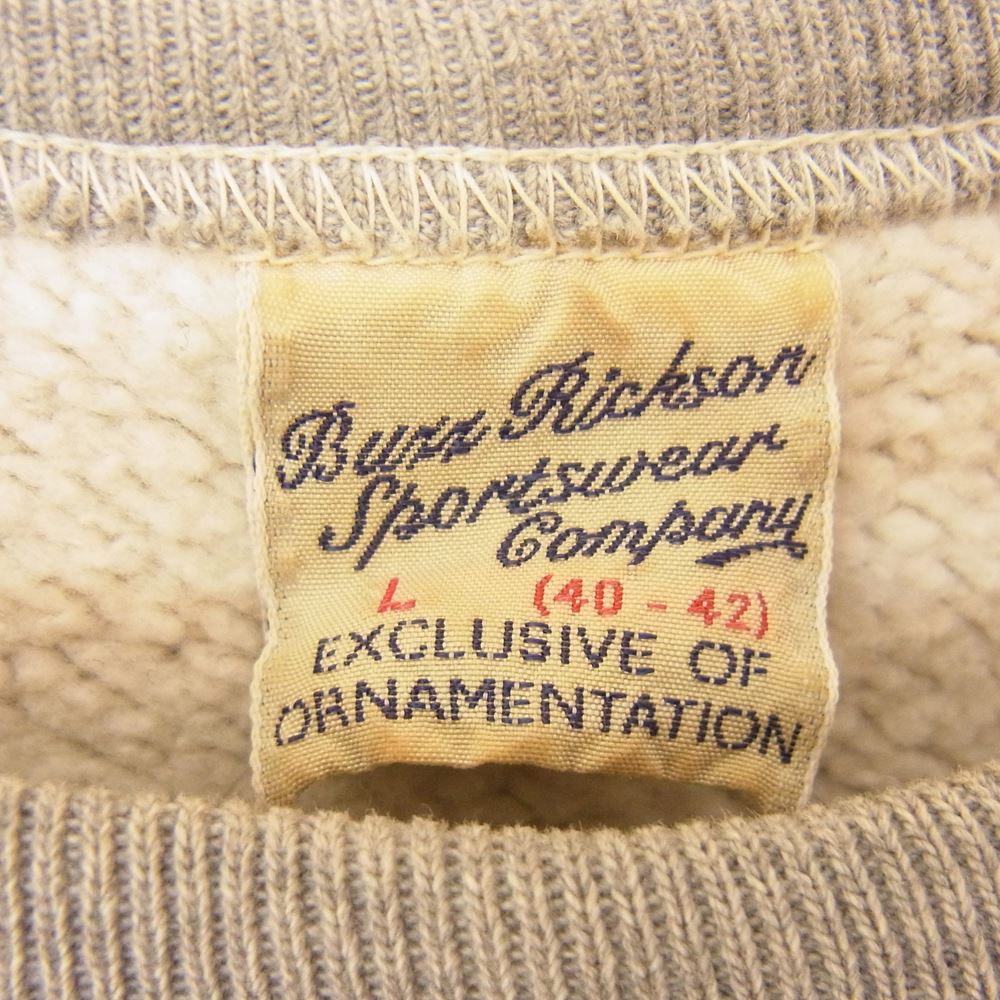 Buzz Rickson
Sportswear
Company
L (40 - 42)
EXCLUSIVE OF
ORNAMENTATION